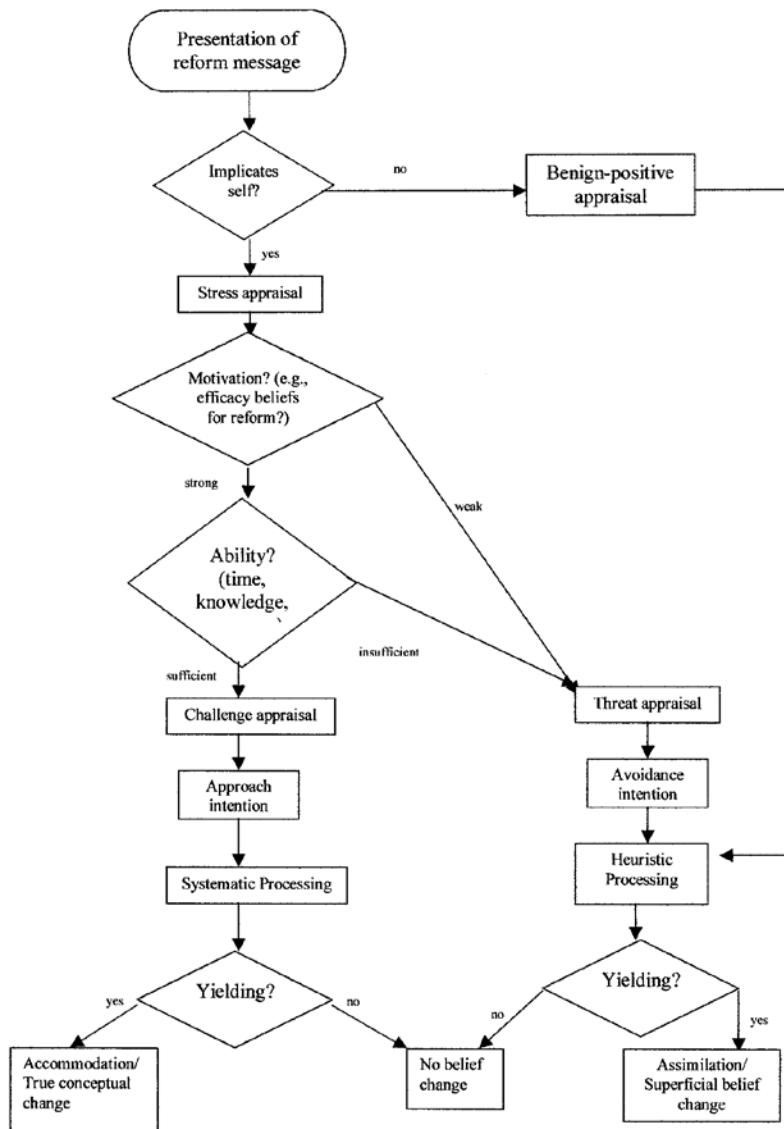 Presentation of
reform message
Implicates
self?
no
Benign-positive
appraisal
yes
Stress appraisal
Motivation? (e.g.,
efficacy beliefs
for reform?)
strong
weak
Ability?
(time,
knowledge,
insufficient
sufficient
Challenge appraisal
Threat appraisal
Approach
intention
Avoidance
intention
Systematic Processing
Heuristic
Processing
Yielding?
yes
no
Yielding?
no
yes
Accommodation/
True conceptual
change
No belief
change
Assimilation/
Superficial belief
change